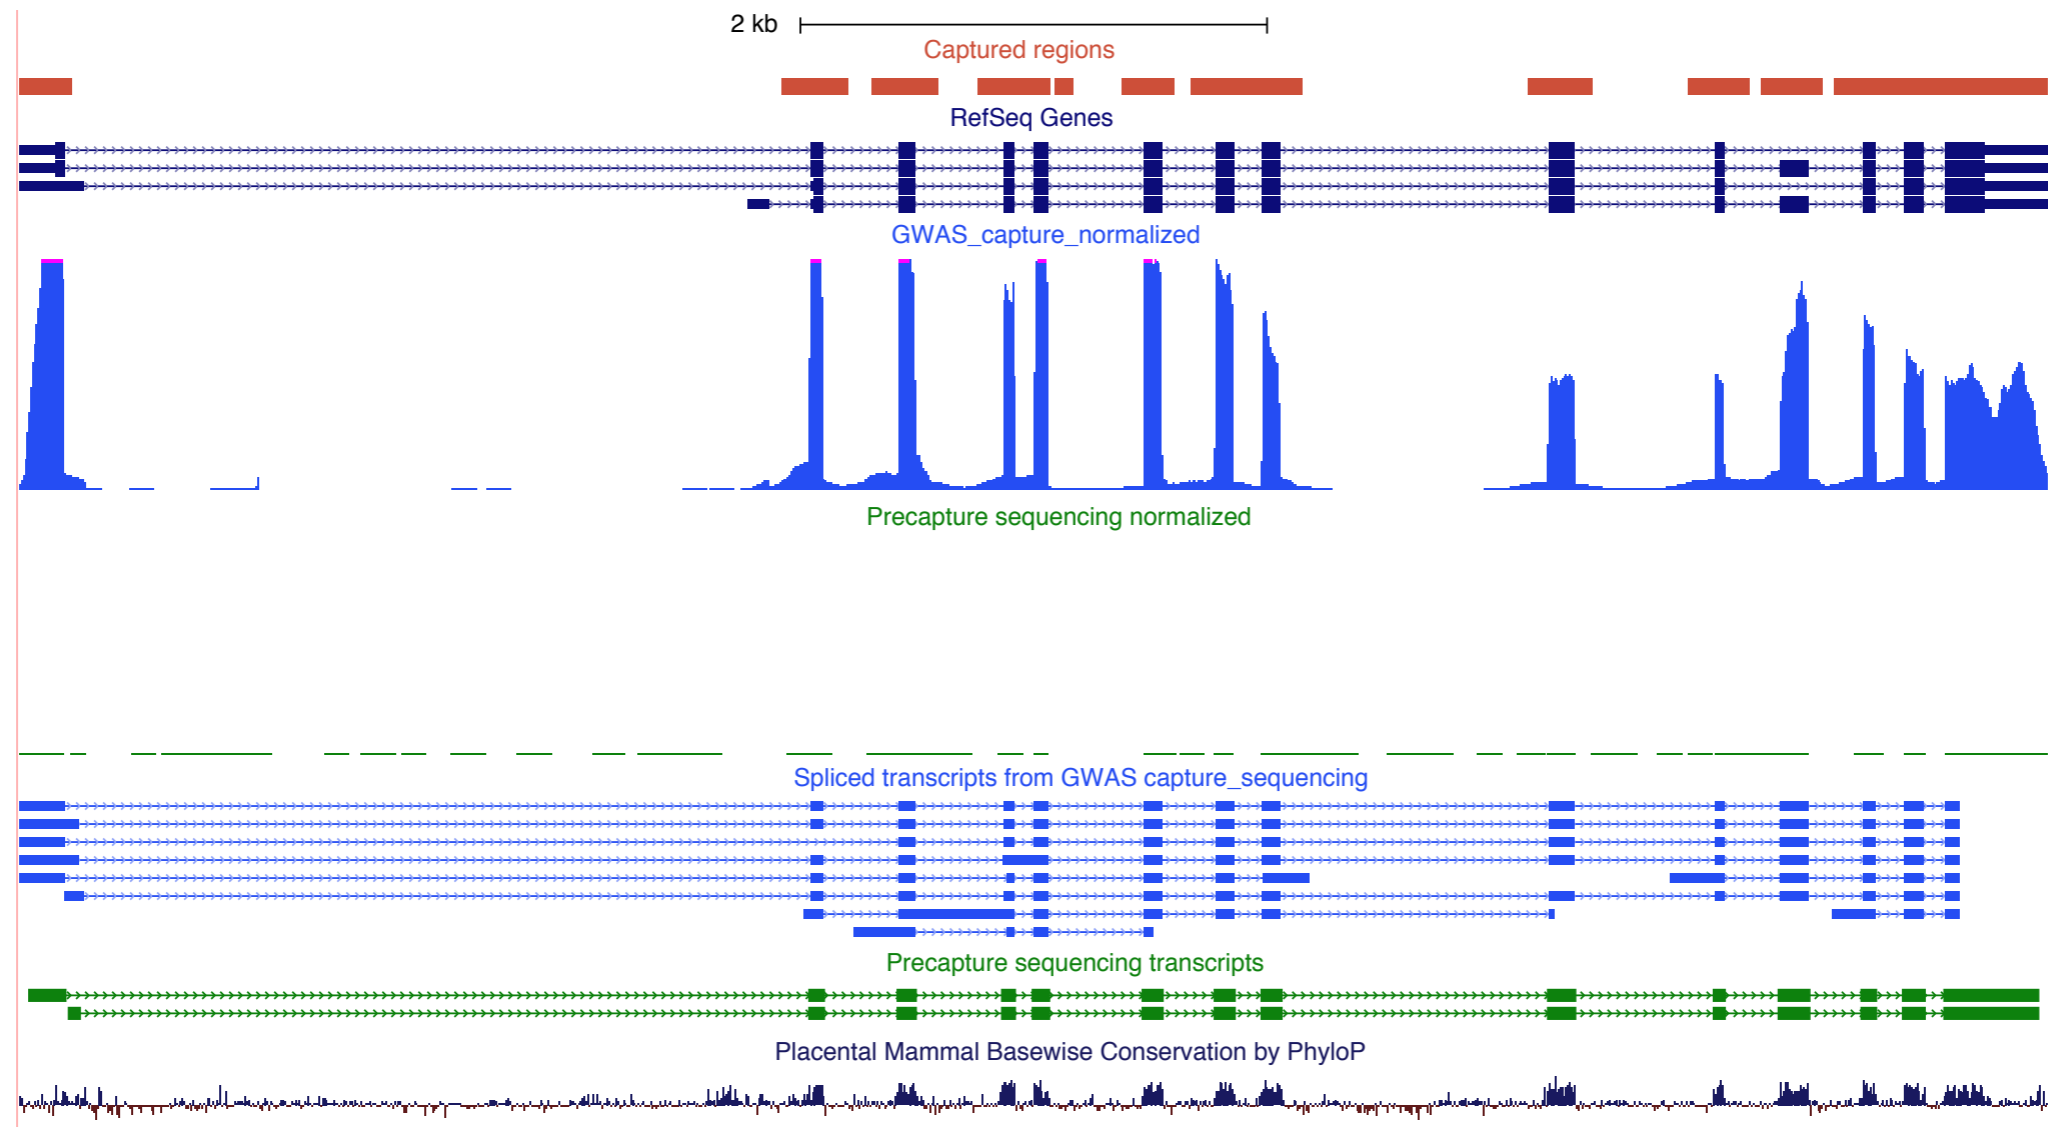 2 kb
Captured regions
RefSeq Genes
GWAS_capture_normalized
Precapture sequencing normalized
Spliced transcripts from GWAS capture_sequencing
Precapture sequencing transcripts
Placental Mammal Basewise Conservation by PhyloP